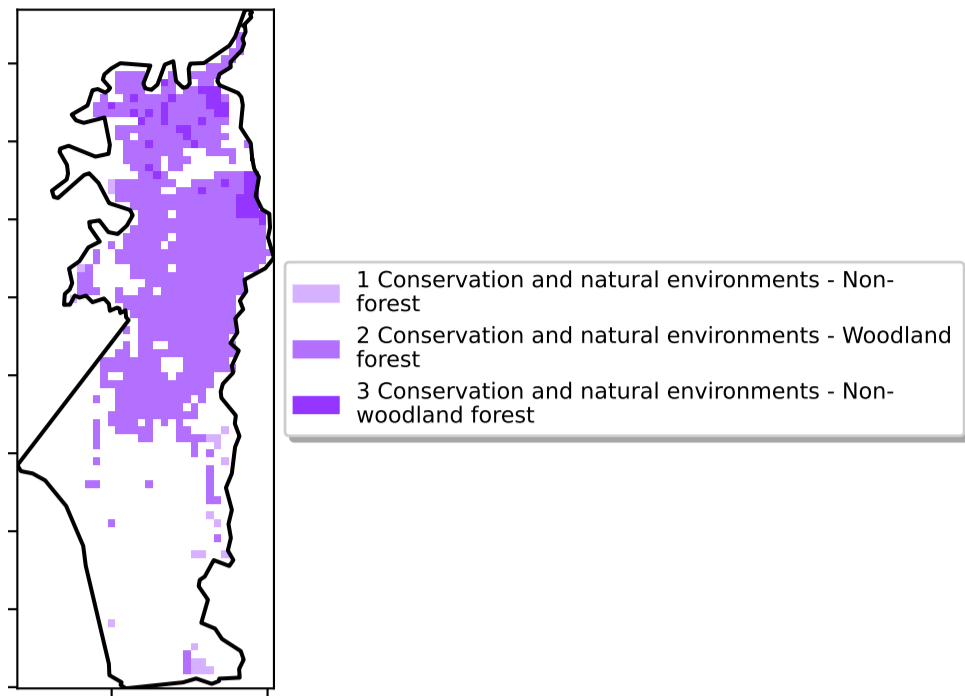 1 Conservation and natural environments - Non-
forest
2 Conservation and natural environments - Woodland
forest
3 Conservation and natural environments - Non-
woodland forest